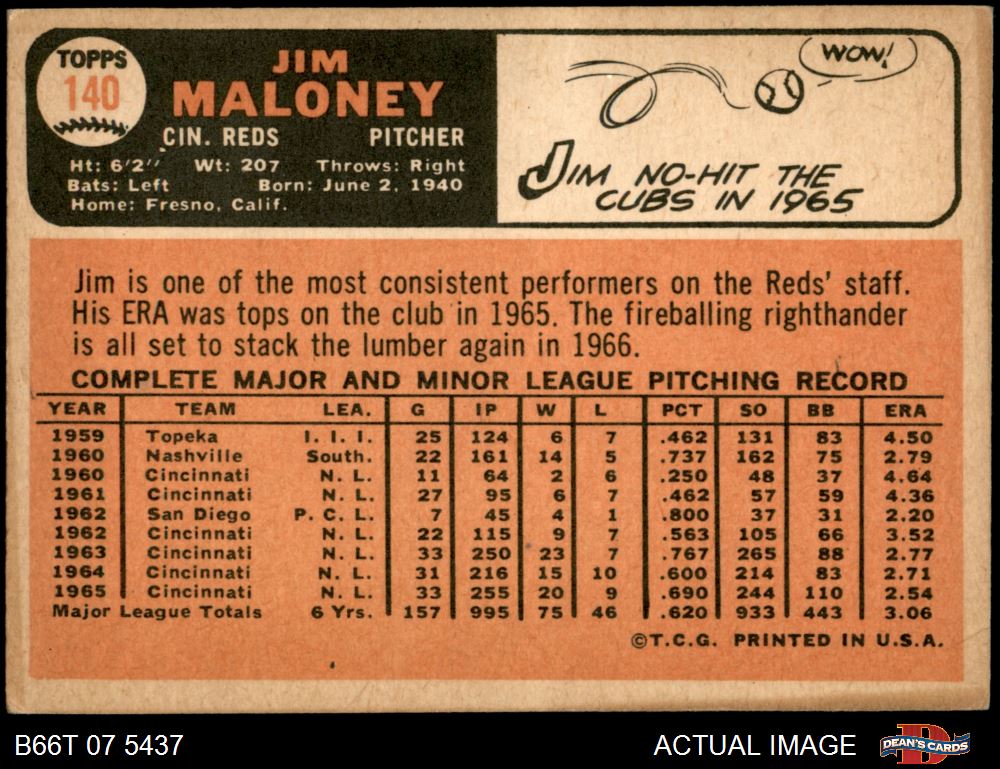 TOPPS
140
JIM
MALONEY
CIN. REDS PITCHER
Ht: 6'2'' Wt: 207 Throws: Right
Bats: Left Born: June 2, 1940
Home: Fresno, Calif.
WOW!
JIM NO-HIT THE
CUBS IN 1965
Jim is one of the most consistent performers on the Reds' staff.
His ERA was tops on the club in 1965. The fireballing righthander
is all set to stack the lumber again in 1966.
COMPLETE MAJOR AND MINOR LEAGUE PITCHING RECORD
YEAR TEAM LEA. G IP W L PCT SO BB ERA
1959 Topeka I. I. I. 25 124 6 7 .462 131 83 4.50
1960 Nashville South. 22 161 14 5 .737 162 75 2.79
1960 Cincinnati N. L. 11 64 2 6 .250 48 37 4.64
1961 Cincinnati N. L. 27 95 6 7 .462 57 59 4.36
1962 San Diego P. C. L. 7 45 4 1 .800 37 31 2.20
1962 Cincinnati N. L. 22 115 9 7 .563 105 66 3.52
1963 Cincinnati N. L. 33 250 23 7 .767 265 88 2.77
1964 Cincinnati N. L. 31 216 15 10 .600 214 83 2.71
1965 Cincinnati N. L. 33 255 20 9 .690 244 110 2.54
Major League Totals 6 Yrs. 157 995 75 46 .620 933 443 3.06
©T.C.G. PRINTED IN U.S.A.
B66T 07 5437 ACTUAL IMAGE DEAN'S CARDS